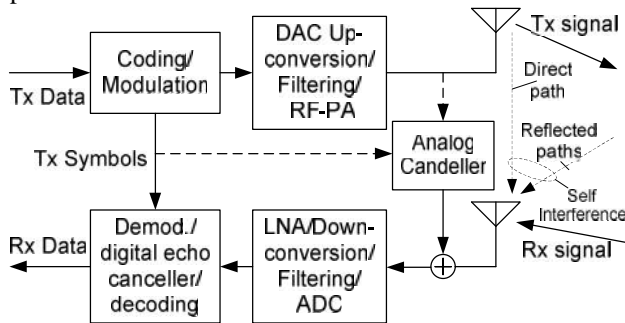 Tx Data
Coding/
Modulation
DAC Up-
conversion/
Filtering/
RF-PA
Tx signal
Direct
path
Tx Symbols
Analog
Candeller
Reflected
paths
Self
Interference
Rx Data
Demod./
digital echo
canceller/
decoding
LNA/Down-
conversion/
Filtering/
ADC
Rx signal